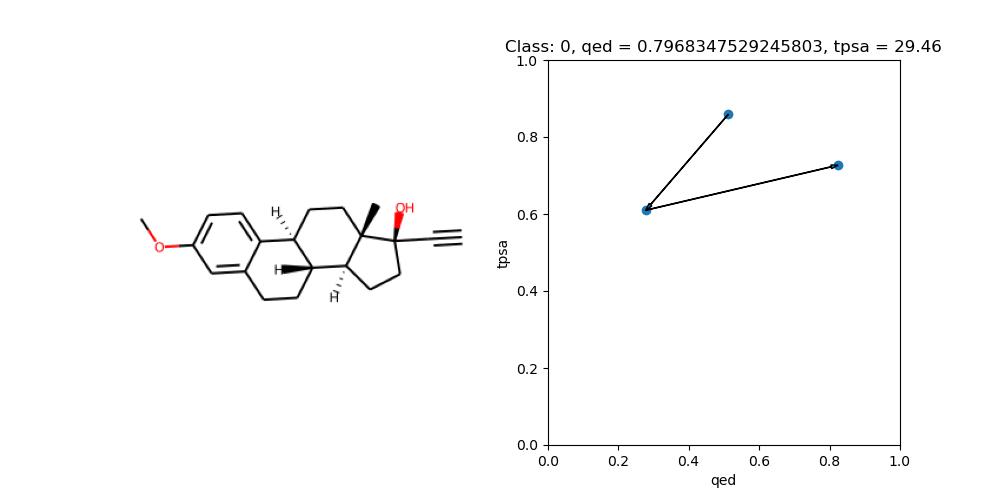 Class: 0, qed = 0.7968347529245803, tpsa = 29.46
1.0
0.8
0.6
0.4
0.2
0.0
tpsa
0.0 0.2 0.4 0.6 0.8 1.0
qed
H
OH
O
H
H